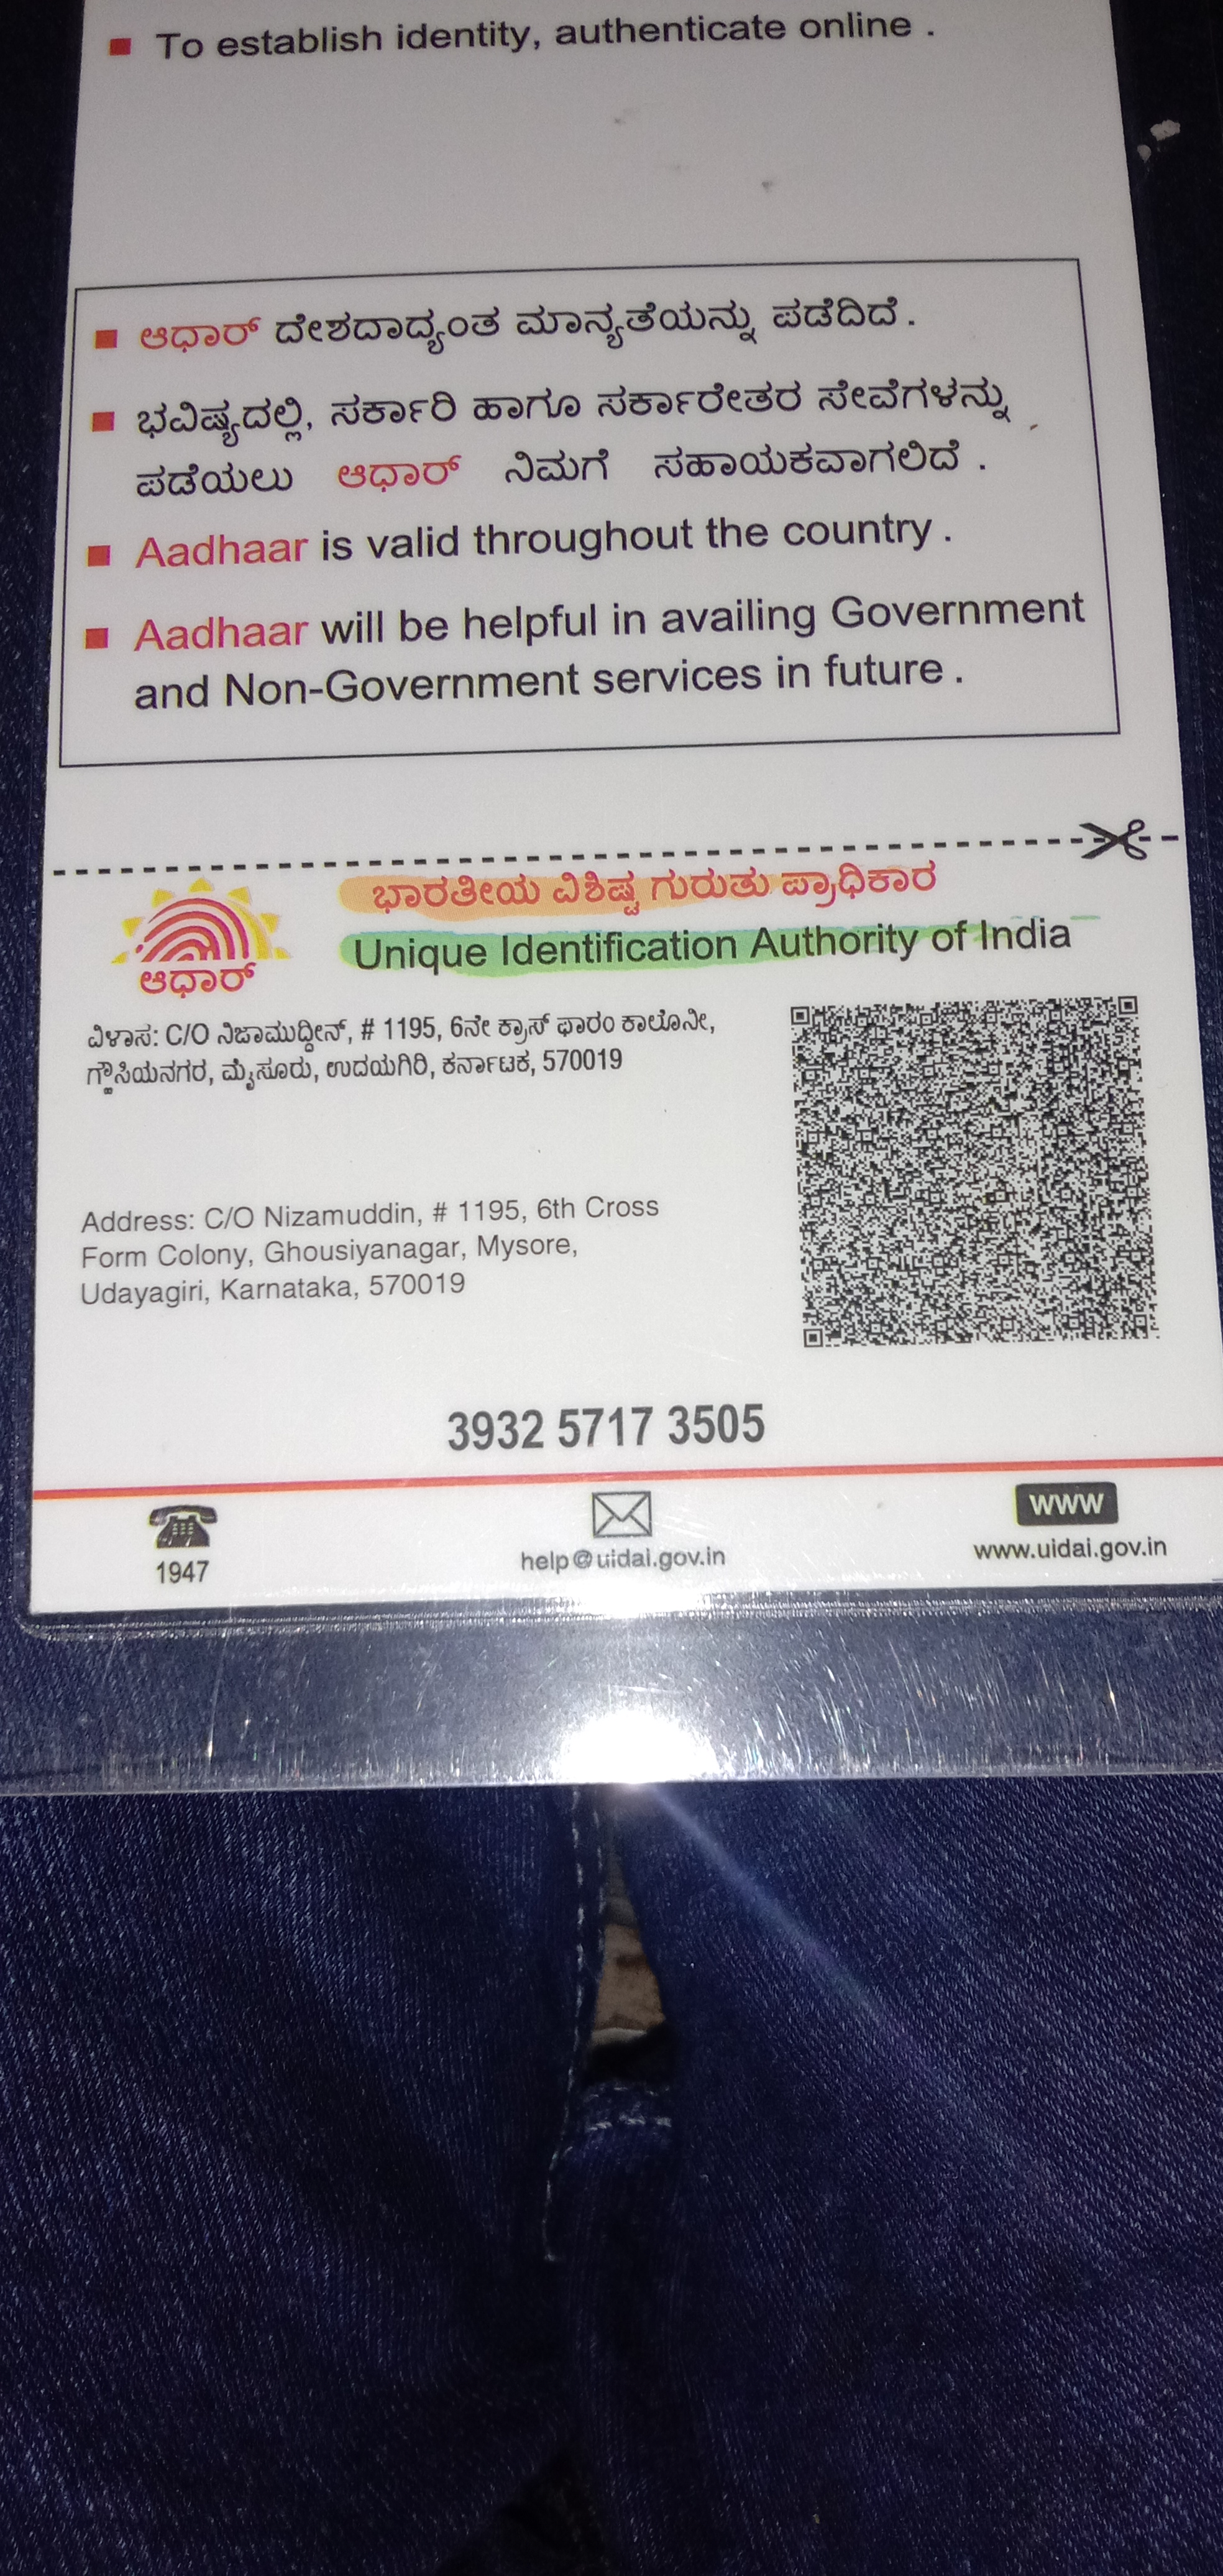 ■ To establish identity, authenticate online .
■ ಆಧಾರ್ ದೇಶದಾದ್ಯಂತ ಮಾನ್ಯತೆಯನ್ನು ಪಡೆದಿದೆ .
■ ಭವಿಷ್ಯದಲ್ಲಿ, ಸರ್ಕಾರಿ ಹಾಗೂ ಸರ್ಕಾರೇತರ ಸೇವೆಗಳನ್ನು
ಪಡೆಯಲು ಆಧಾರ್ ನಿಮಗೆ ಸಹಾಯಕವಾಗಲಿದೆ .
■ Aadhaar is valid throughout the country .
■ Aadhaar will be helpful in availing Government
and Non-Government services in future .
ಭಾರತೀಯ ವಿಶಿಷ್ಟ ಗುರುತು ಪ್ರಾಧಿಕಾರ
Unique Identification Authority of India
ಆಧಾರ್
ವಿಳಾಸ: C/O ನಿಜಾಮುದ್ದೀನ್, # 1195, 6ನೇ ಕ್ರಾಸ್ ಫಾರಂ ಕಾಲೊನೀ,
ಗ್ಹೌಸಿಯನಗರ, ಮೈಸೂರು, ಉದಯಗಿರಿ, ಕರ್ನಾಟಕ, 570019
Address: C/O Nizamuddin, # 1195, 6th Cross
Form Colony, Ghousiyanagar, Mysore,
Udayagiri, Karnataka, 570019
3932 5717 3505
1947
help@uidai.gov.in
www
www.uidai.gov.in